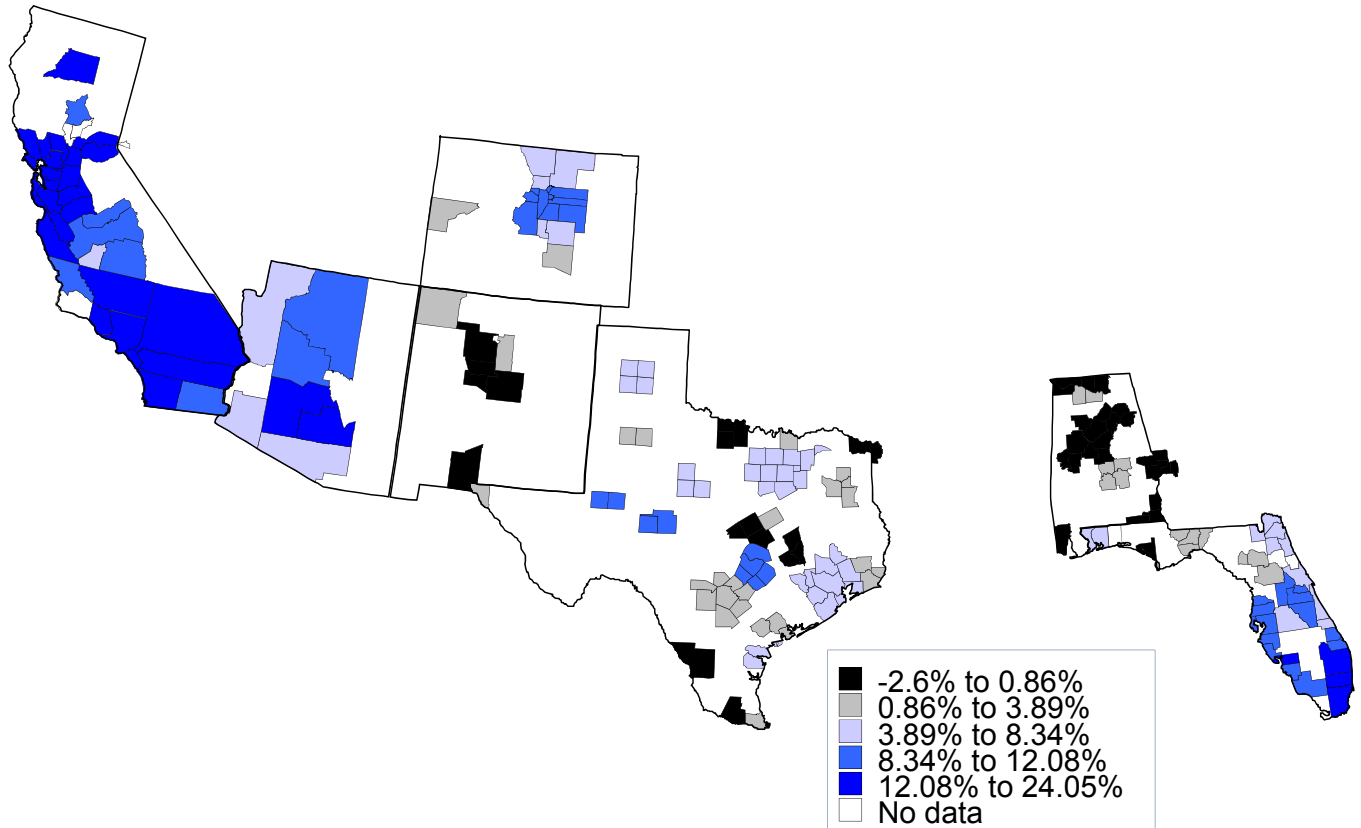 -2.6% to 0.86%
0.86% to 3.89%
3.89% to 8.34%
8.34% to 12.08%
12.08% to 24.05%
No data